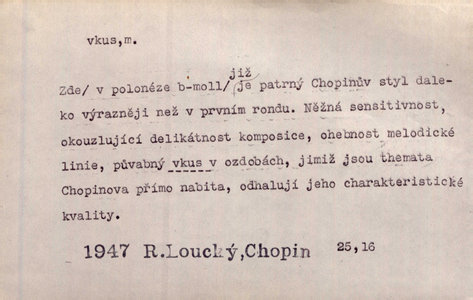 vkus,m.
již
Zde/ v polonéze b-moll/ je patrný Chopinův styl dale-
ko výrazněji než v prvním rondu. Něžná sensitivnost,
okouzlující delikátnost komposice, ohebnost melodické
linie, půvabný vkus v ozdobách, jimiž jsou themata
Chopinova přímo nabita, odhalují jeho charakteristické
kvality.
1947 R.Loucký,Chopin 25,16